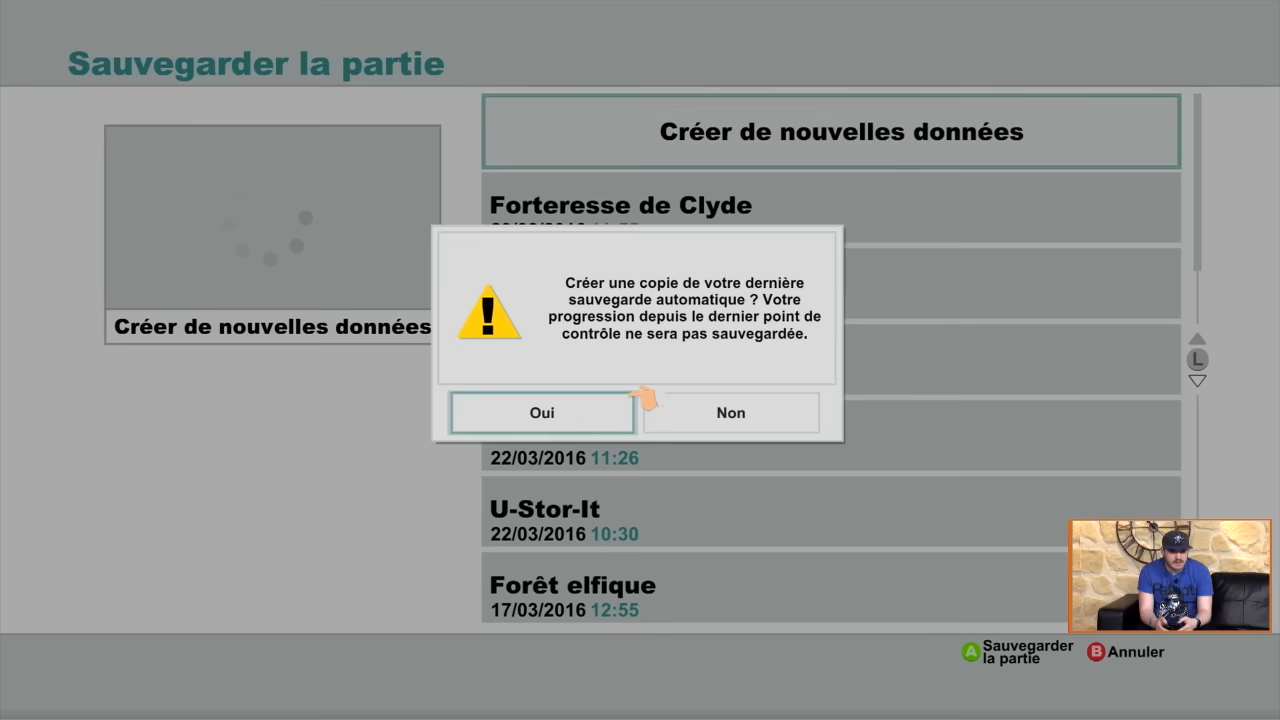 Sauvegarder la partie
Créer de nouvelles données
Créer de nouvelles données
Forteresse de Clyde
Créer une copie de votre dernière
sauvegarde automatique ? Votre
progression depuis le dernier point de
contrôle ne sera pas sauvegardée.
Oui
Non
L
22/03/2016 11:26
U-Stor-It
22/03/2016 10:30
Forêt elfique
17/03/2016 12:55
A Sauvegarder
la partie
B Annuler